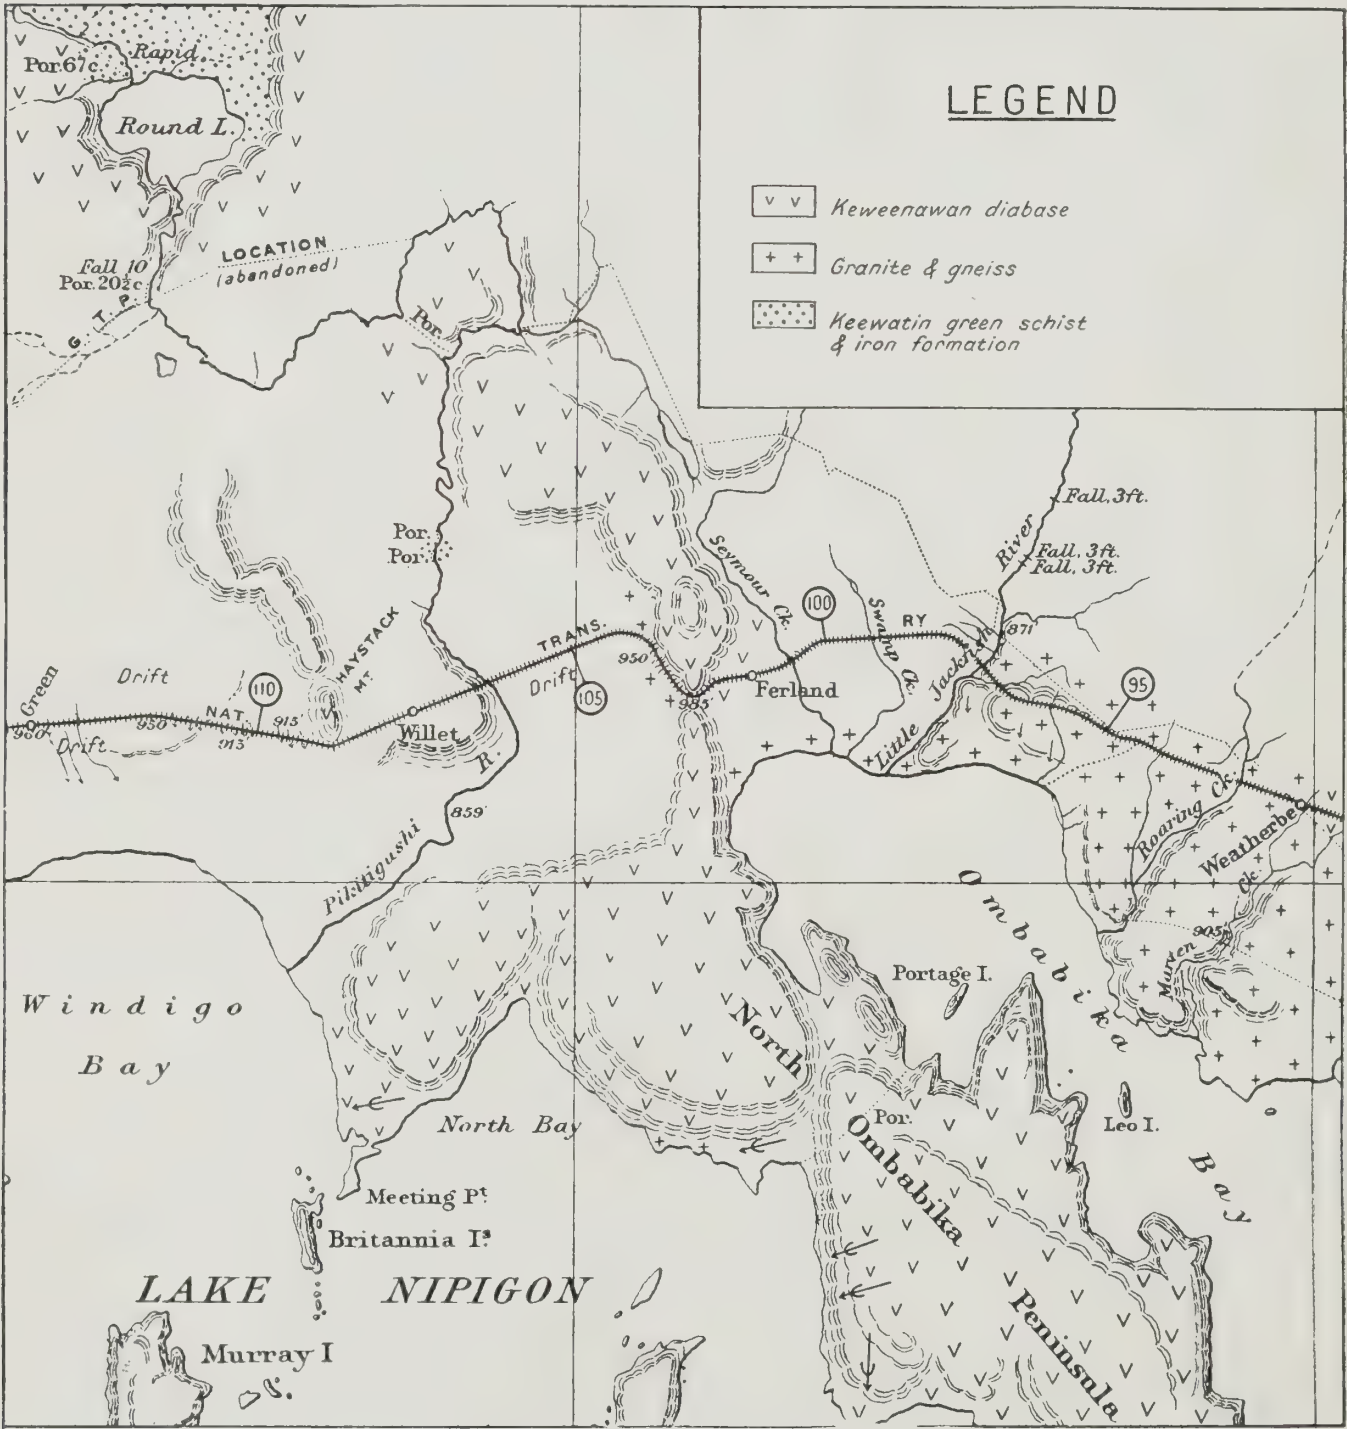 LEGEND
Keweenawan diabase
Granite & gneiss
Keewatin green schist
& iron formation
Rapid
Por. 67c.
Round L.
LOCATION
(abandoned)
Fall 10'
Por. 20½c
G. T. P.
Por.
Fall, 3ft.
River
Fall, 3ft.
Fall, 3ft.
Por.
Por.
Seymour Ck.
100
Swamp Ck.
RY
871
HAYSTACK
MT.
TRANS.
950
Drift
105
985
Ferland
Jackfish
Little
95
Green
960
Drift
Drift
950
NAT.
110
915
913
Willet
R.
859'
Pikitigushi
Roaring Ck.
Weatherbe
Ck.
905
Windigo
Bay
Ombabika
Bay
Portage I.
North
Ombabika
Peninsula
Por.
Leo I.
North Bay
Meeting Pt.
Britannia Is.
LAKE NIPIGON
Murray I